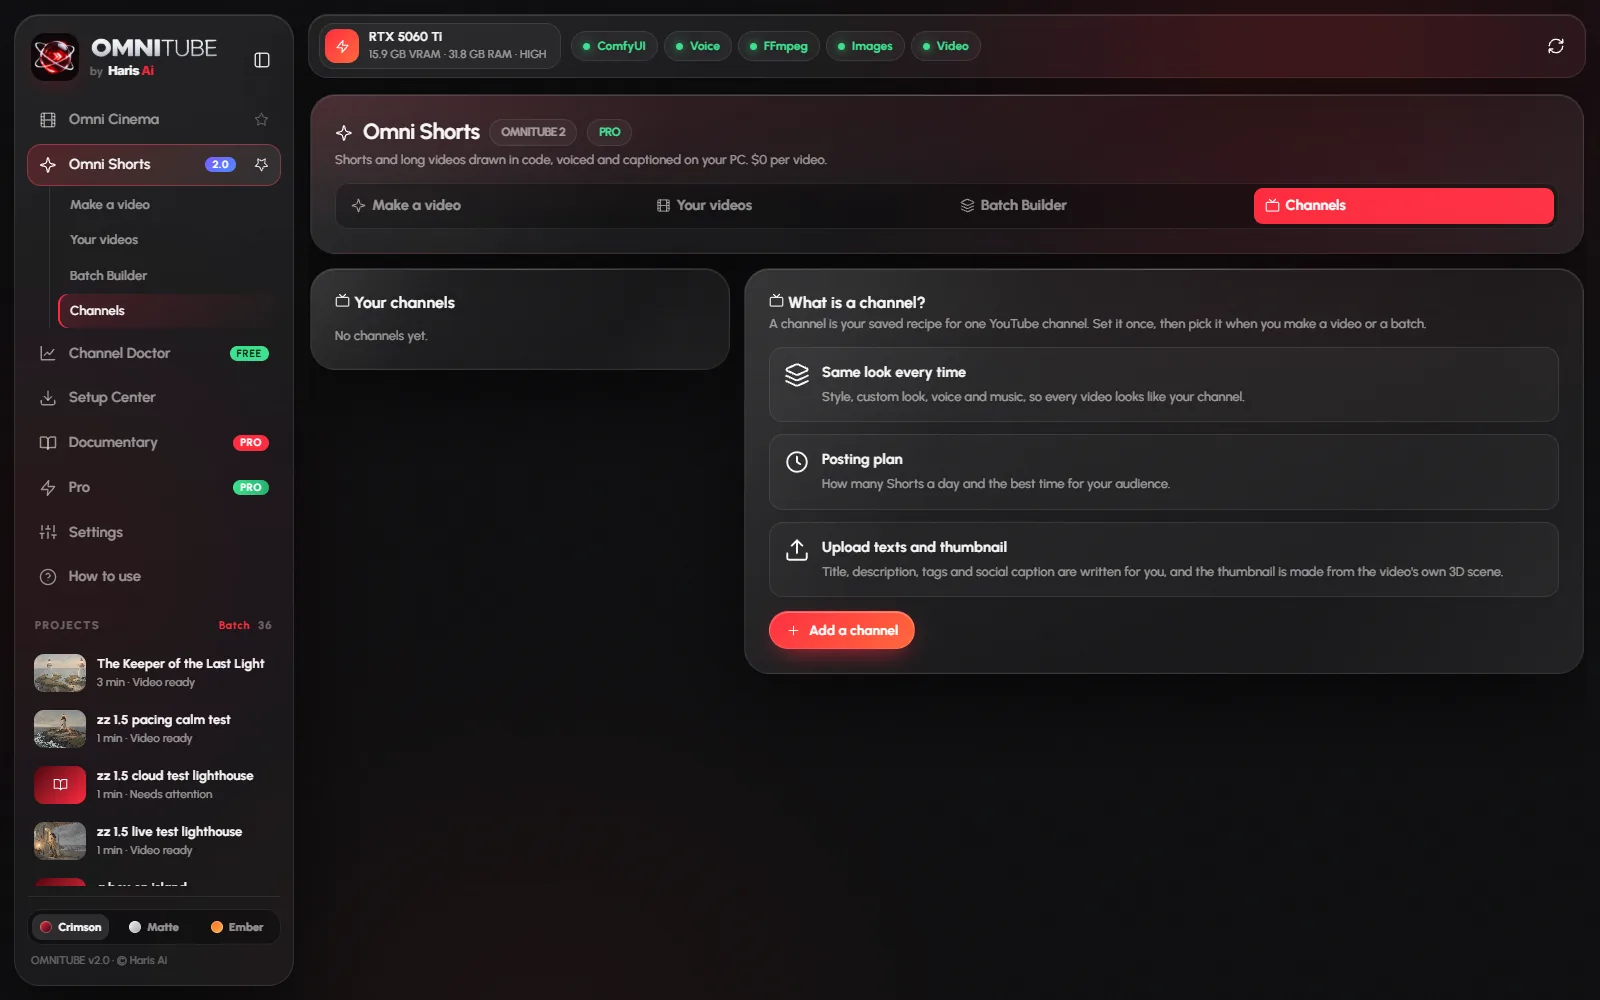 OMNITUBE
by Haris Ai
Omni Cinema
Omni Shorts 2.0
Make a video
Your videos
Batch Builder
Channels
Channel Doctor FREE
Setup Center
Documentary PRO
Pro PRO
Settings
How to use
PROJECTS Batch 36
The Keeper of the Last Light
3 min · Video ready
zz 1.5 pacing calm test
1 min · Video ready
zz 1.5 cloud test lighthouse
1 min · Needs attention
zz 1.5 live test lighthouse
1 min · Video ready
Crimson Matte Ember
OMNITUBE v2.0 · © Haris Ai
RTX 5060 Ti
15.9 GB VRAM · 31.8 GB RAM · HIGH
ComfyUI Voice FFmpeg Images Video
Omni Shorts OMNITUBE 2 PRO
Shorts and long videos drawn in code, voiced and captioned on your PC. $0 per video.
Make a video Your videos Batch Builder Channels
Your channels
No channels yet.
What is a channel?
A channel is your saved recipe for one YouTube channel. Set it once, then pick it when you make a video or a batch.
Same look every time
Style, custom look, voice and music, so every video looks like your channel.
Posting plan
How many Shorts a day and the best time for your audience.
Upload texts and thumbnail
Title, description, tags and social caption are written for you, and the thumbnail is made from the video's own 3D scene.
+ Add a channel